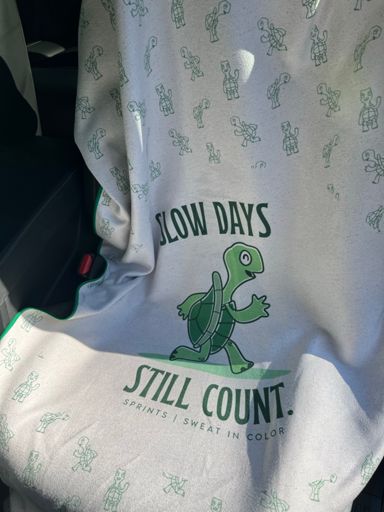 SLOW DAYS
STILL COUNT.
SPRINTS | SWEAT IN COLOR